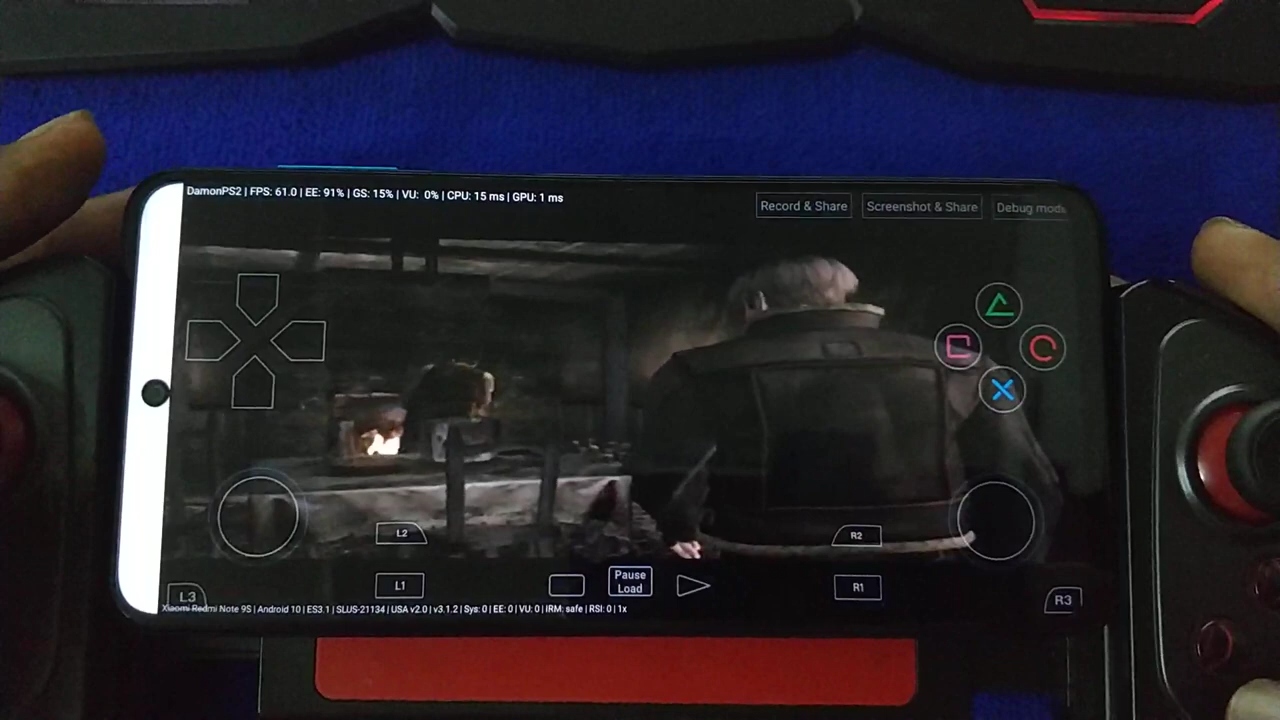 DamonPS2 | FPS: 61.0 | EE: 91% | GS: 15% | VU: 0% | CPU: 15 ms | GPU: 1 ms
Record & Share
Screenshot & Share
Debug mode
L2
R2
L3
L1
Pause
Load
R1
R3
Xiaomi Redmi Note 9S | Android 10 | ES3.1 | SLUS-21134 | USA v2.0 | v3.1.2 | Sys: 0 | EE: 0 | VU: 0 | IRM: safe | RSI: 0 | 1x